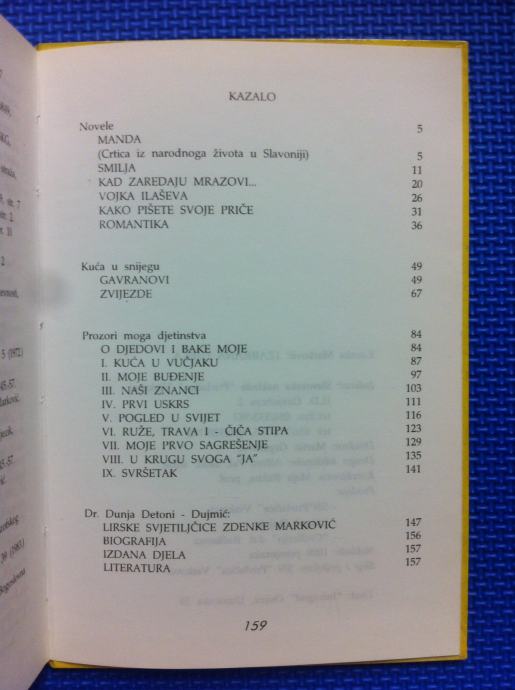 KAZALO
Novele 5
MANDA
(Crtica iz narodnoga života u Slavoniji) 5
SMILJA 11
KAD ZAREDAJU MRAZOVI... 20
VOJKA ILAŠEVA 26
KAKO PIŠETE SVOJE PRIČE 31
ROMANTIKA 36
Kuća u snijegu 49
GAVRANOVI 49
ZVIJEZDE 67
Prozori moga djetinstva 84
O DJEDOVI I BAKE MOJE 84
I. KUĆA U VUČJAKU 87
II. MOJE BUĐENJE 97
III. NAŠI ZNANCI 103
IV. PRVI USKRS 111
V. POGLED U SVIJET 116
VI. RUŽE, TRAVA I - ČIČA STIPA 123
VII. MOJE PRVO SAGREŠENJE 129
VIII. U KRUGU SVOGA "JA" 135
IX. SVRŠETAK 141
Dr. Dunja Detoni - Dujmić:
LIRSKE SVJETILJČICE ZDENKE MARKOVIĆ 147
BIOGRAFIJA 156
IZDANA DJELA 157
LITERATURA 157
159